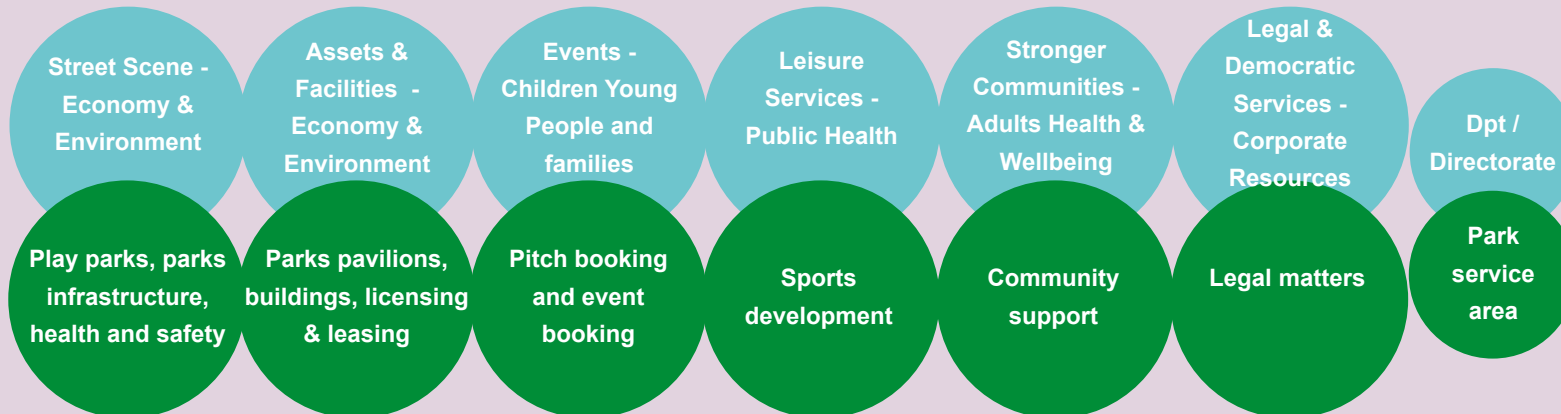 Street Scene -
Economy &
Environment
Assets &
Facilities -
Economy &
Environment
Events -
Children Young
People and
families
Leisure
Services -
Public Health
Stronger
Communities -
Adults Health &
Wellbeing
Legal &
Democratic
Services -
Corporate
Resources
Dpt /
Directorate
Play parks, parks
infrastructure,
health and safety
Parks pavilions,
buildings, licensing
& leasing
Pitch booking
and event
booking
Sports
development
Community
support
Legal matters
Park
service
area